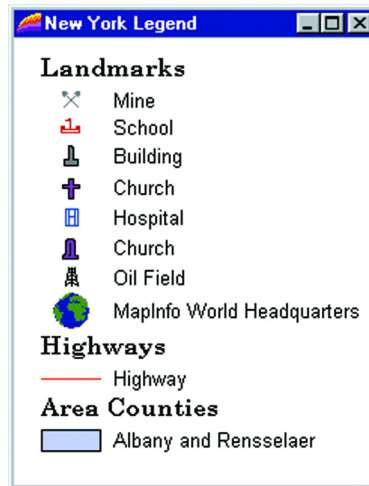 New York Legend
Landmarks
Mine
School
Building
Church
Hospital
Church
Oil Field
MapInfo World Headquarters
Highways
Highway
Area Counties
Albany and Rensselaer